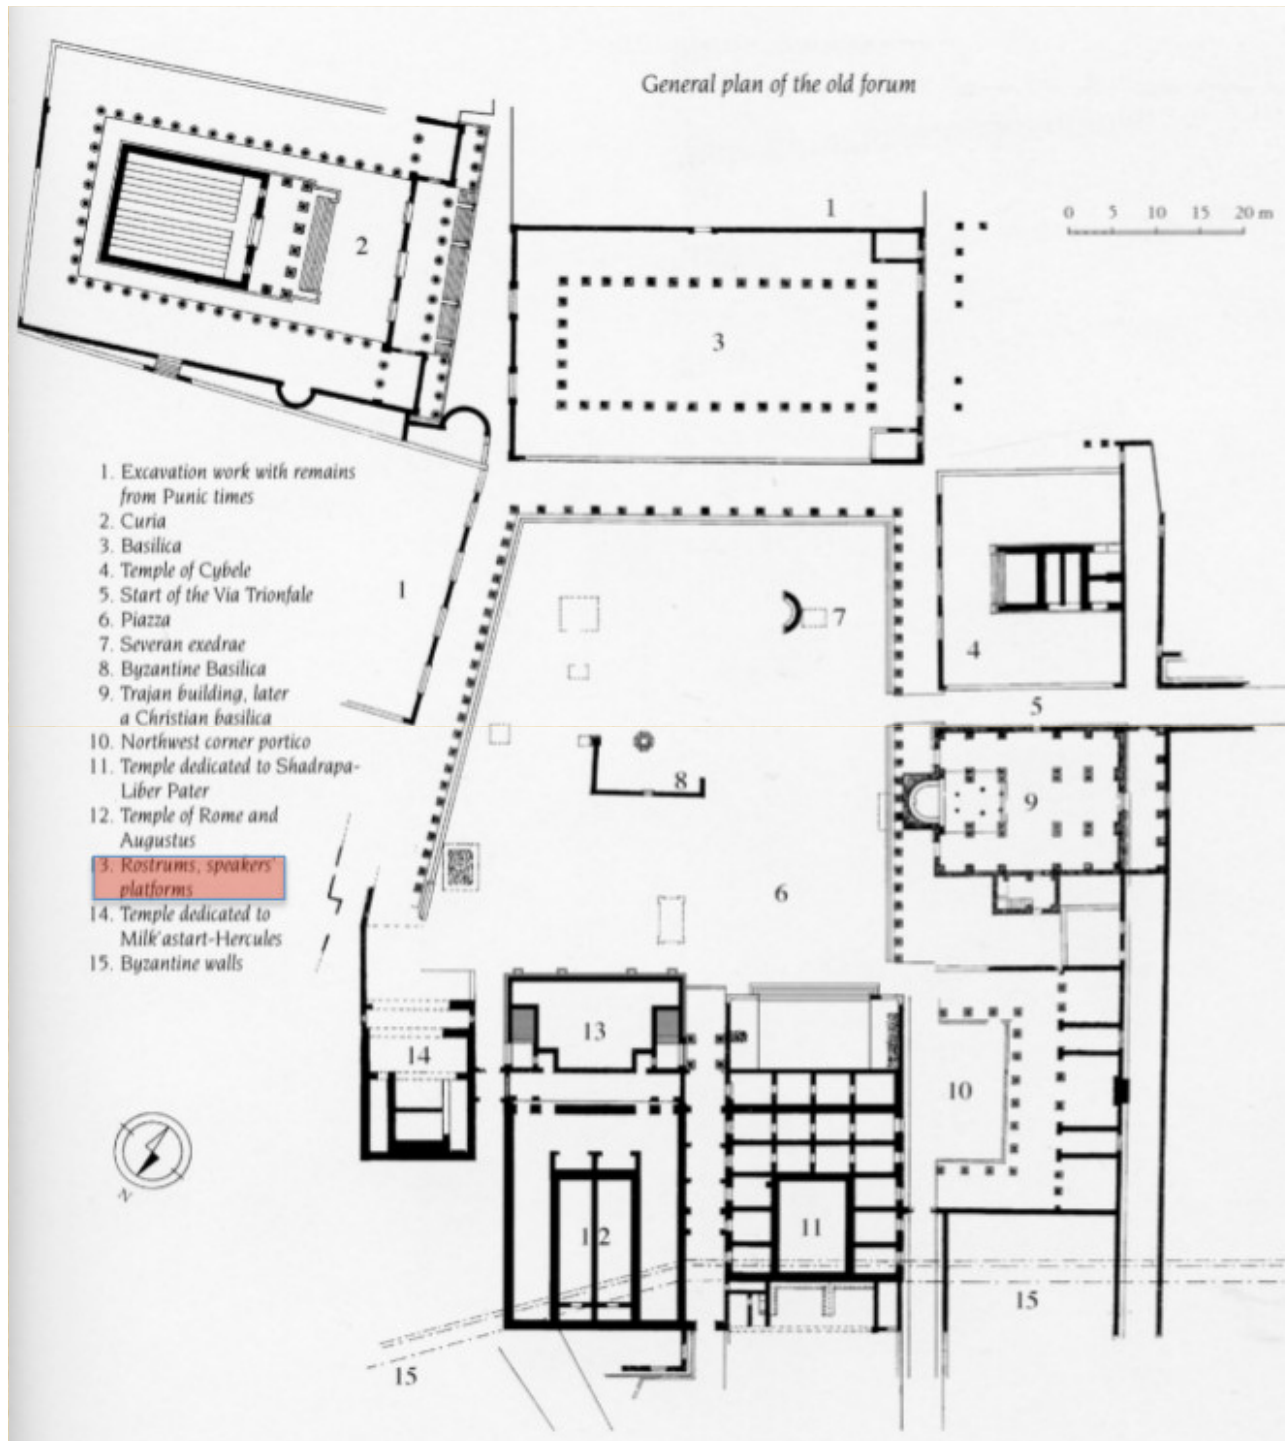 General plan of the old forum
0 5 10 15 20 m
1
2
3
1. Excavation work with remains
from Punic times
2. Curia
3. Basilica
4. Temple of Cybele
5. Start of the Via Trionfale
6. Piazza
7. Severan exedrae
8. Byzantine Basilica
9. Trajan building, later
a Christian basilica
10. Northwest corner portico
11. Temple dedicated to Shadrapa-
Liber Pater
12. Temple of Rome and
Augustus
13. Rostrums, speakers'
platforms
14. Temple dedicated to
Milk'astart-Hercules
15. Byzantine walls
1
7
4
5
8
9
6
13
14
10
N
12
11
15
15